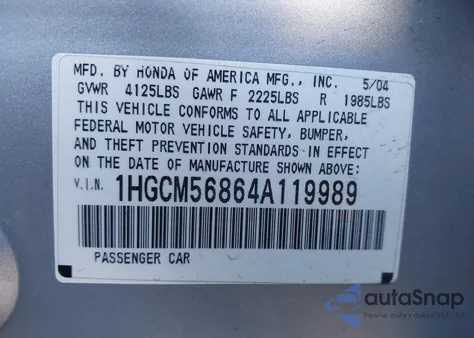 MFD. BY HONDA OF AMERICA MFG., INC. 5/04
GVWR 4125LBS GAWR F 2225LBS R 1985LBS
THIS VEHICLE CONFORMS TO ALL APPLICABLE
FEDERAL MOTOR VEHICLE SAFETY, BUMPER,
AND THEFT PREVENTION STANDARDS IN EFFECT
ON THE DATE OF MANUFACTURE SHOWN ABOVE:
V.I.N. 1HGCM56864A119989
PASSENGER CAR
autoSnap
Pewne auto z